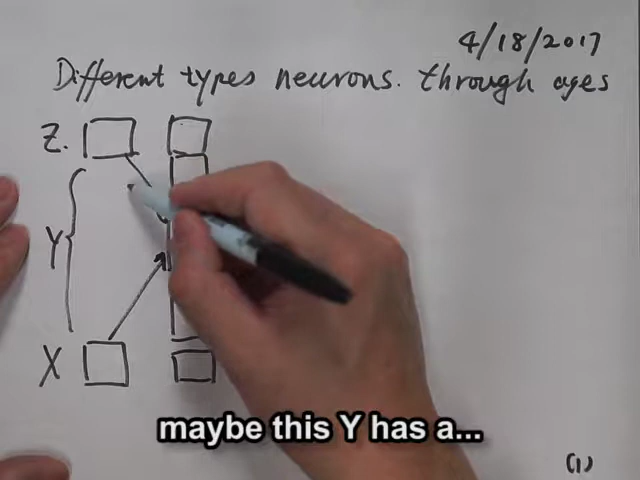 4/18/2017
Different types neurons. through ages
Z.
Y
X
maybe this Y has a...
(1)